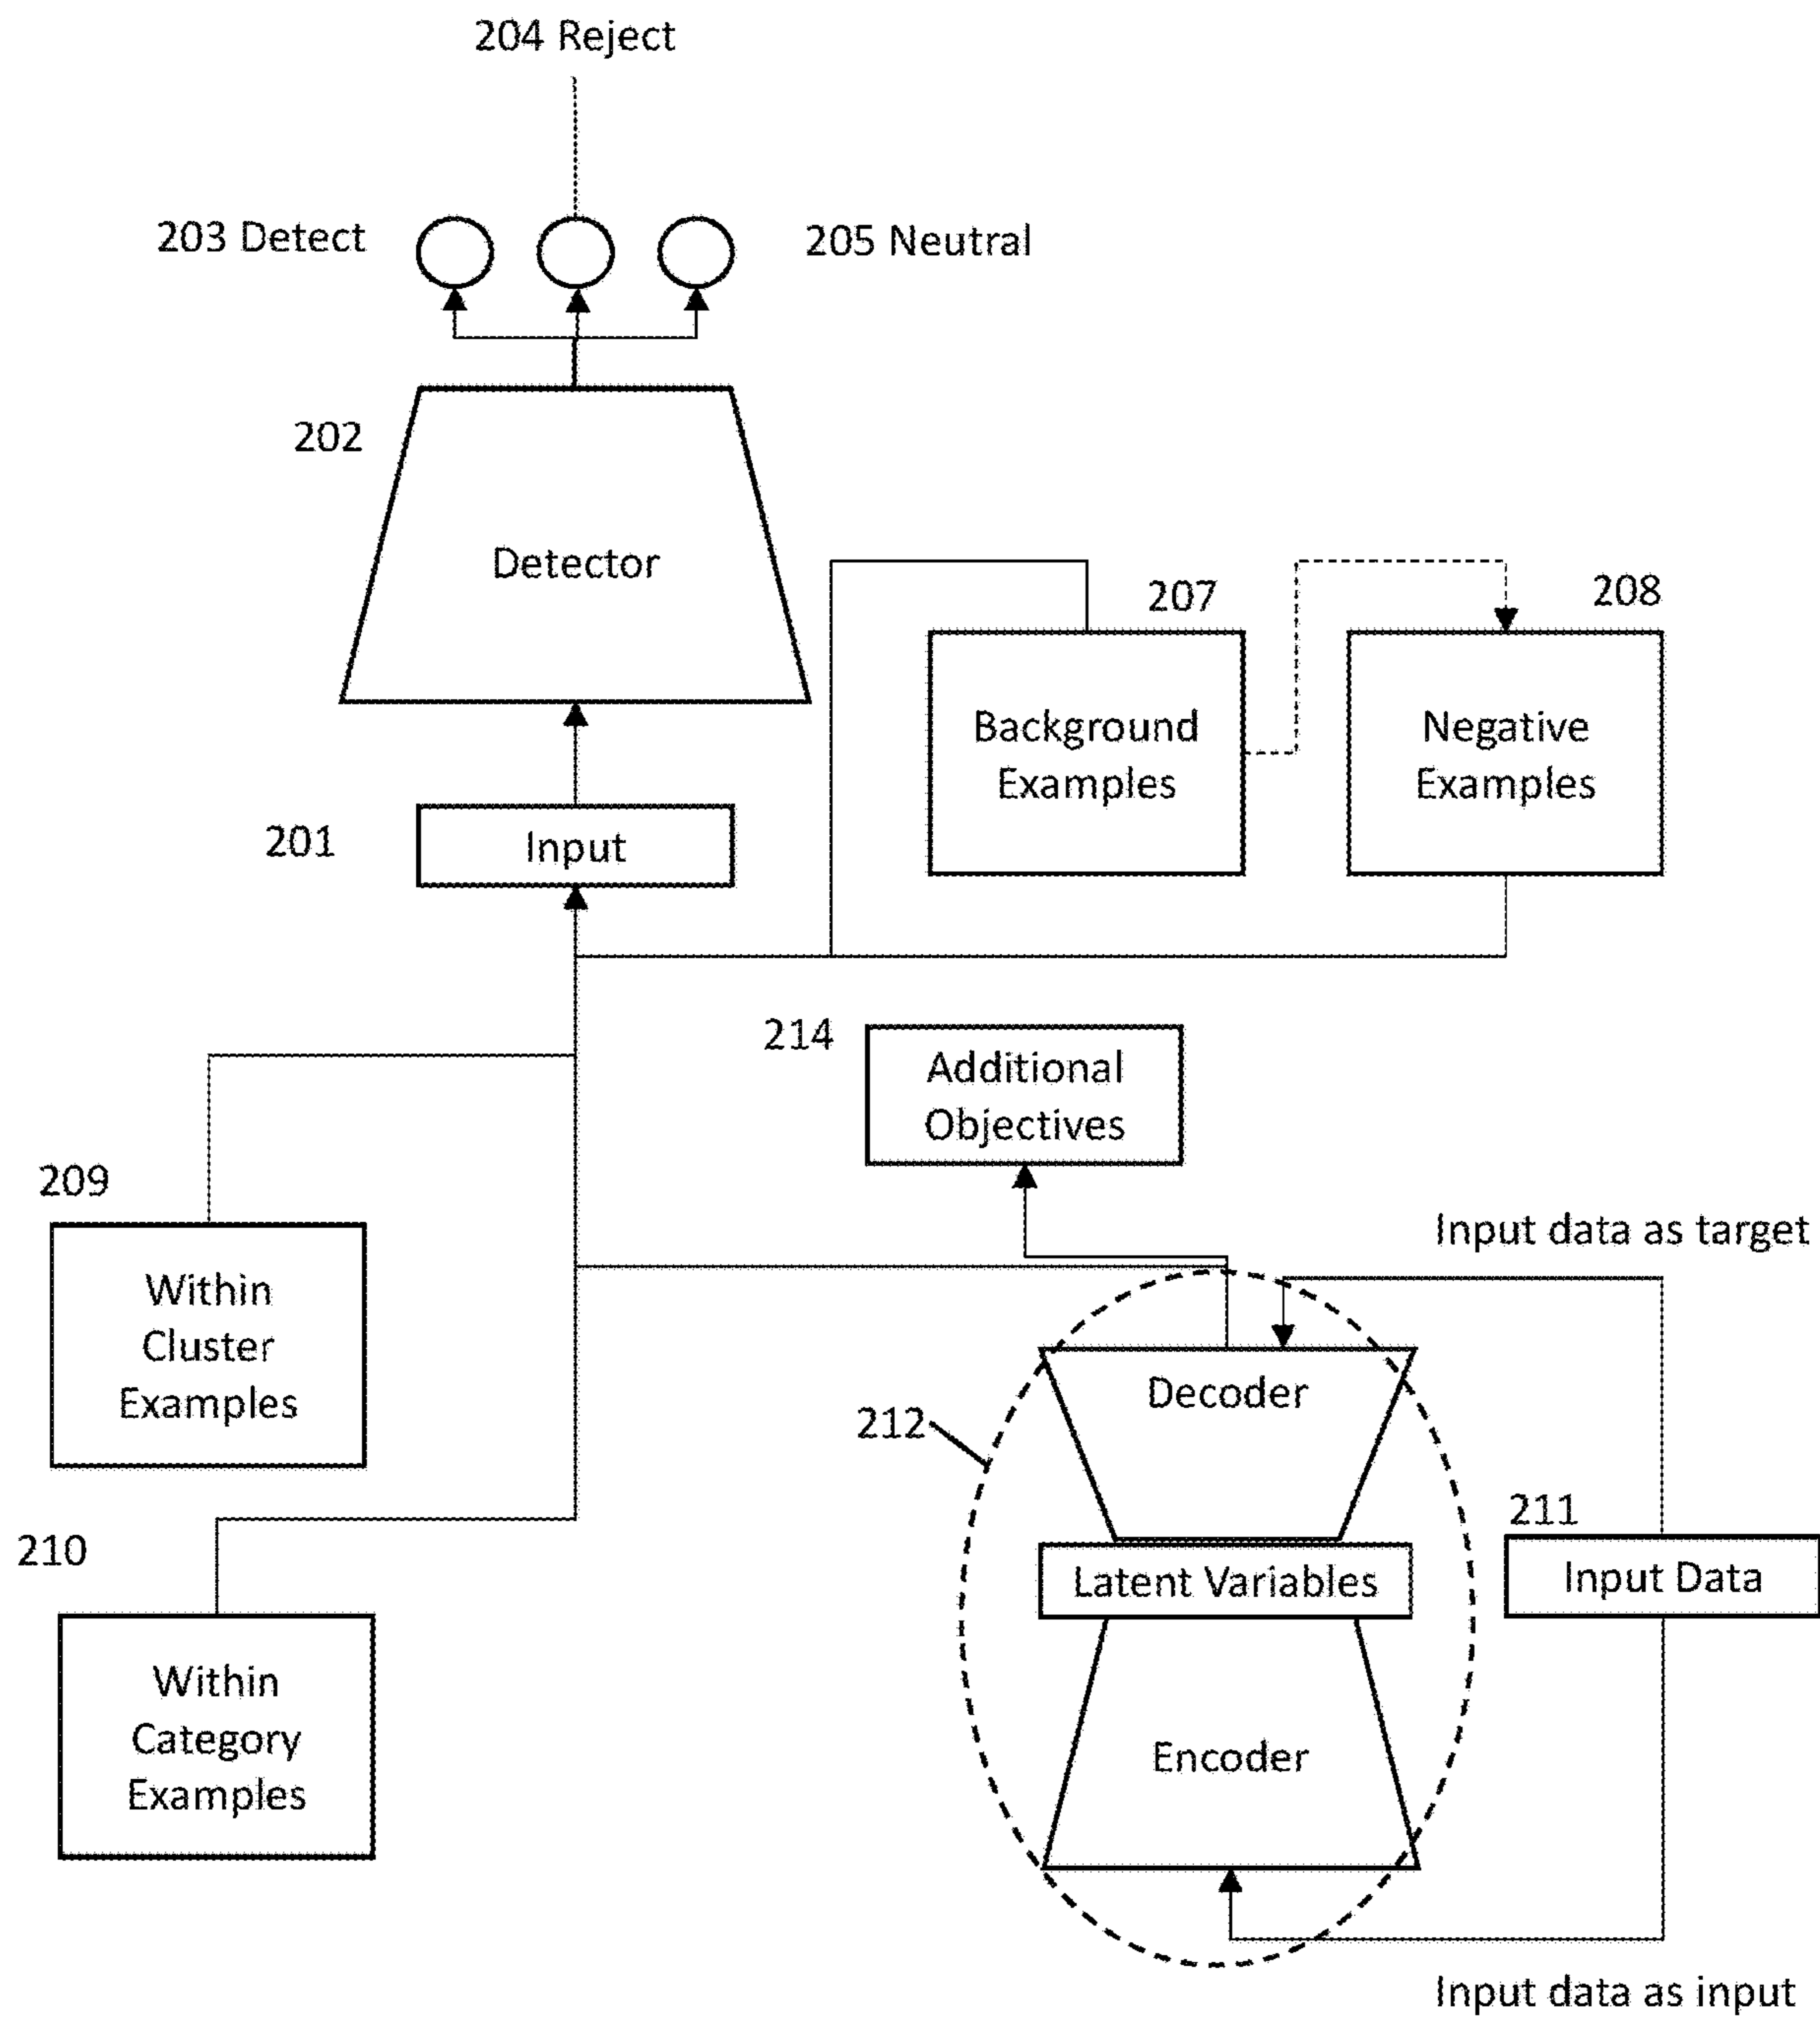 204 Reject
203 Detect
205 Neutral
202
Detector
207
208
Background
Examples
Negative
Examples
201
Input
214
Additional
Objectives
209
Within
Cluster
Examples
Input data as target
Decoder
212
211
Latent Variables
Input Data
210
Within
Category
Examples
Encoder
Input data as input